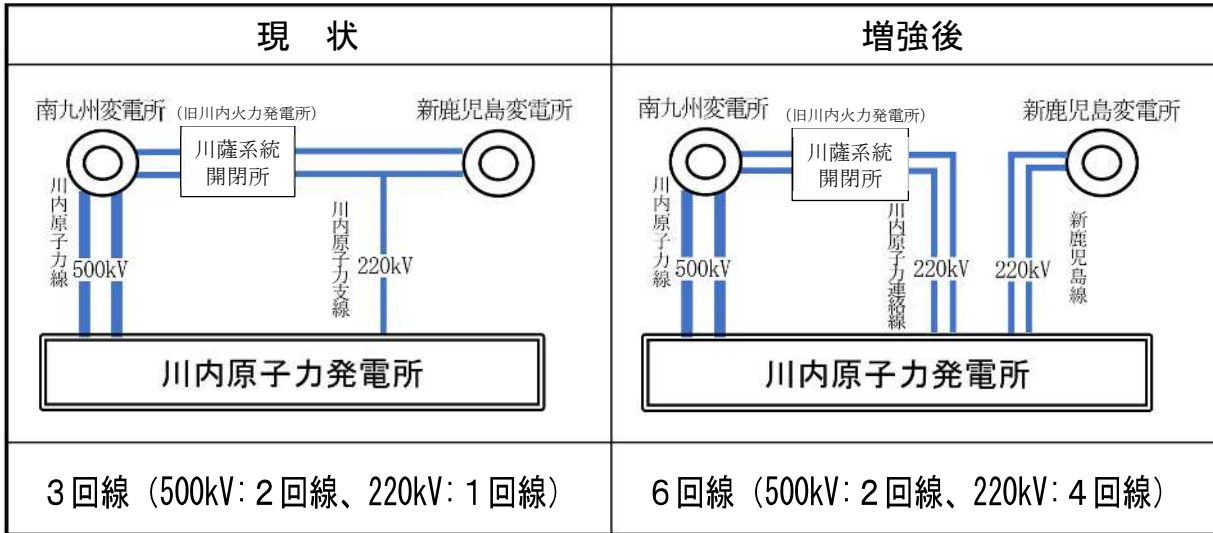 現 状
増強後
南九州変電所
(旧川内火力発電所)
新鹿児島変電所
川薩系統
開閉所
川内原子力線
500kV
川内原子力支線
220kV
川内原子力発電所
南九州変電所
(旧川内火力発電所)
新鹿児島変電所
川薩系統
開閉所
川内原子力線
500kV
川内原子力連絡線
220kV
220kV
新鹿児島線
川内原子力発電所
3回線(500kV:2回線、220kV:1回線)
6回線(500kV:2回線、220kV:4回線)